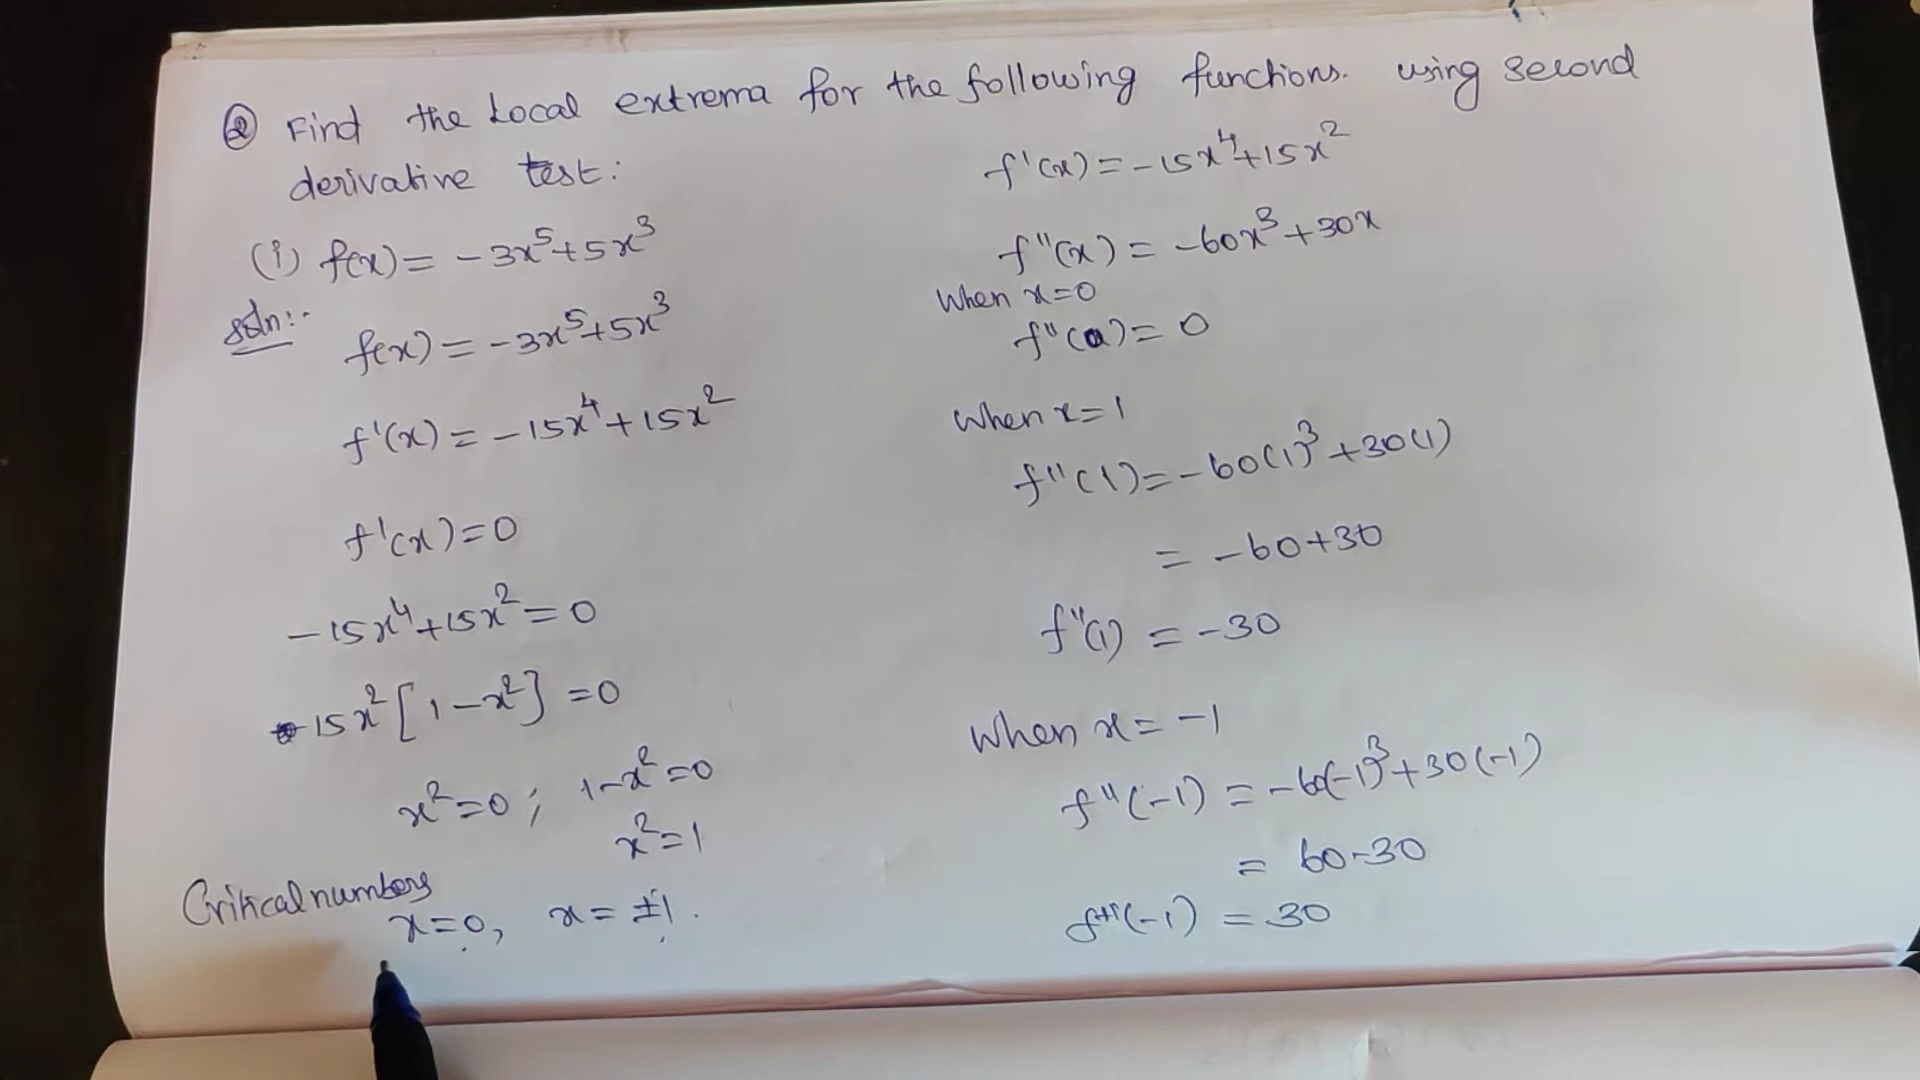 ② Find the Local extrema for the following functions. using second
derivative test:
(i) f(x) = -3x⁵+5x³
Soln:-
f(x) = -3x⁵+5x³
f'(x) = -15x⁴+15x²
f'(x)=0
-15x⁴+15x²=0
15x²[1-x²]=0
x²=0; 1-x²=0
x²=1
Critical numbers
x=0, x=±1.
f'(x) = -15x⁴+15x²
f''(x) = -60x³+30x
When x=0
f''(0)=0
When x=1
f''(1)=-60(1)³+30(1)
= -60+30
f''(1) = -30
When x=-1
f''(-1) = -60(-1)³+30(-1)
= 60-30
f''(-1) = 30